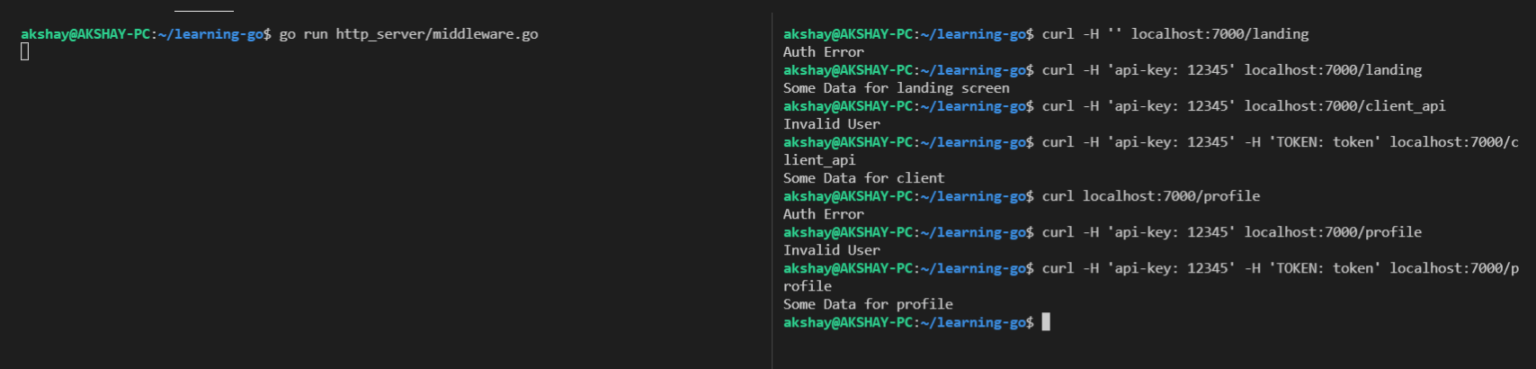 akshay@AKSHAY-PC:~/learning-go$ go run http_server/middleware.go
akshay@AKSHAY-PC:~/learning-go$ curl -H '' localhost:7000/landing
Auth Error
akshay@AKSHAY-PC:~/learning-go$ curl -H 'api-key: 12345' localhost:7000/landing
Some Data for landing screen
akshay@AKSHAY-PC:~/learning-go$ curl -H 'api-key: 12345' localhost:7000/client_api
Invalid User
akshay@AKSHAY-PC:~/learning-go$ curl -H 'api-key: 12345' -H 'TOKEN: token' localhost:7000/c
lient_api
Some Data for client
akshay@AKSHAY-PC:~/learning-go$ curl localhost:7000/profile
Auth Error
akshay@AKSHAY-PC:~/learning-go$ curl -H 'api-key: 12345' localhost:7000/profile
Invalid User
akshay@AKSHAY-PC:~/learning-go$ curl -H 'api-key: 12345' -H 'TOKEN: token' localhost:7000/p
rofile
Some Data for profile
akshay@AKSHAY-PC:~/learning-go$